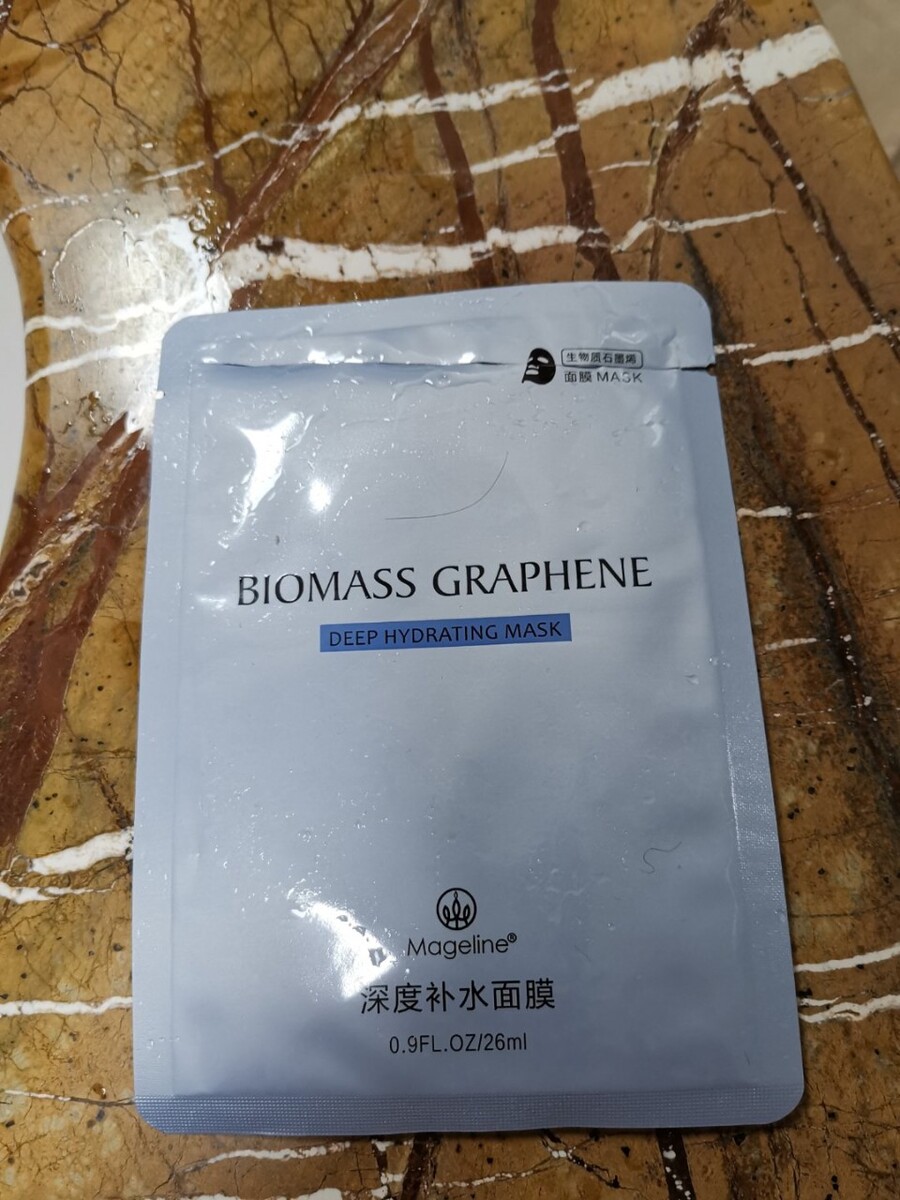 生物质石墨烯
面膜 MASK
BIOMASS GRAPHENE
DEEP HYDRATING MASK
Mageline®
深度补水面膜
0.9FL.OZ/26ml